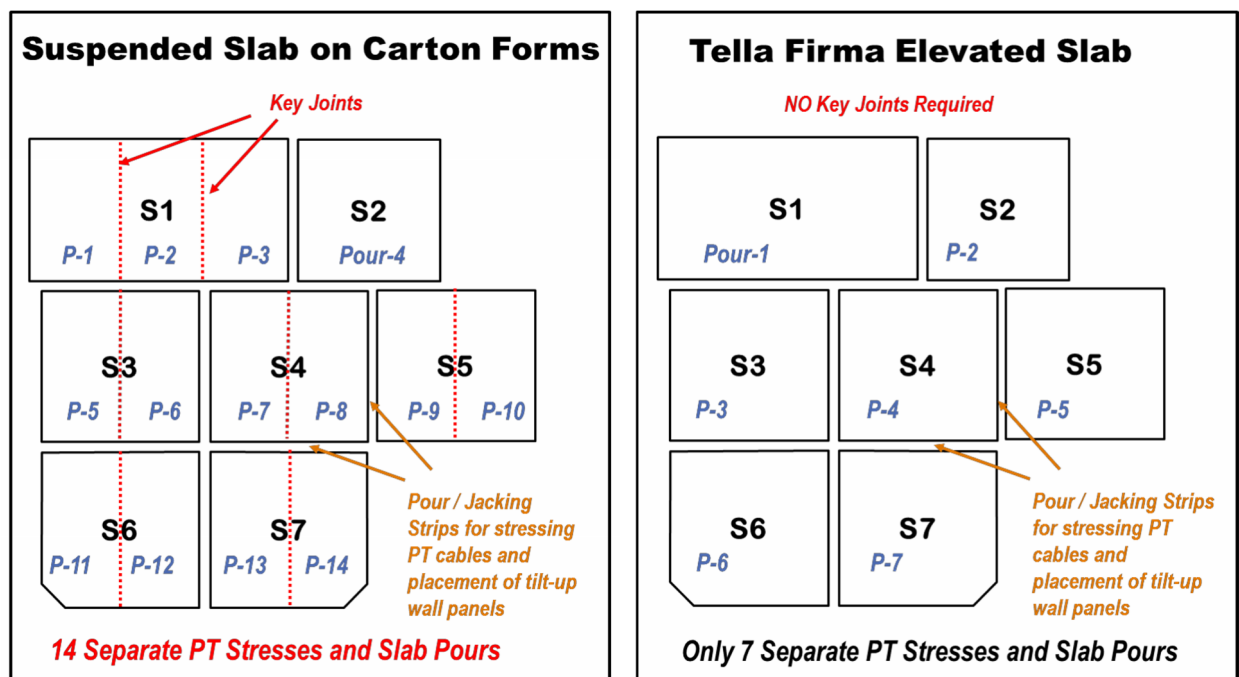 Suspended Slab on Carton Forms
Key Joints
S1
P-1
P-2
P-3
S2
Pour-4
S3
P-5
P-6
S4
P-7
P-8
S5
P-9
P-10
S6
P-11
P-12
S7
P-13
P-14
Pour / Jacking
Strips for stressing
PT cables and
placement of tilt-up
wall panels
14 Separate PT Stresses and Slab Pours
Tella Firma Elevated Slab
NO Key Joints Required
S1
Pour-1
S2
P-2
S3
P-3
S4
P-4
S5
P-5
S6
P-6
S7
P-7
Pour / Jacking Strips
for stressing PT
cables and
placement of tilt-up
wall panels
Only 7 Separate PT Stresses and Slab Pours